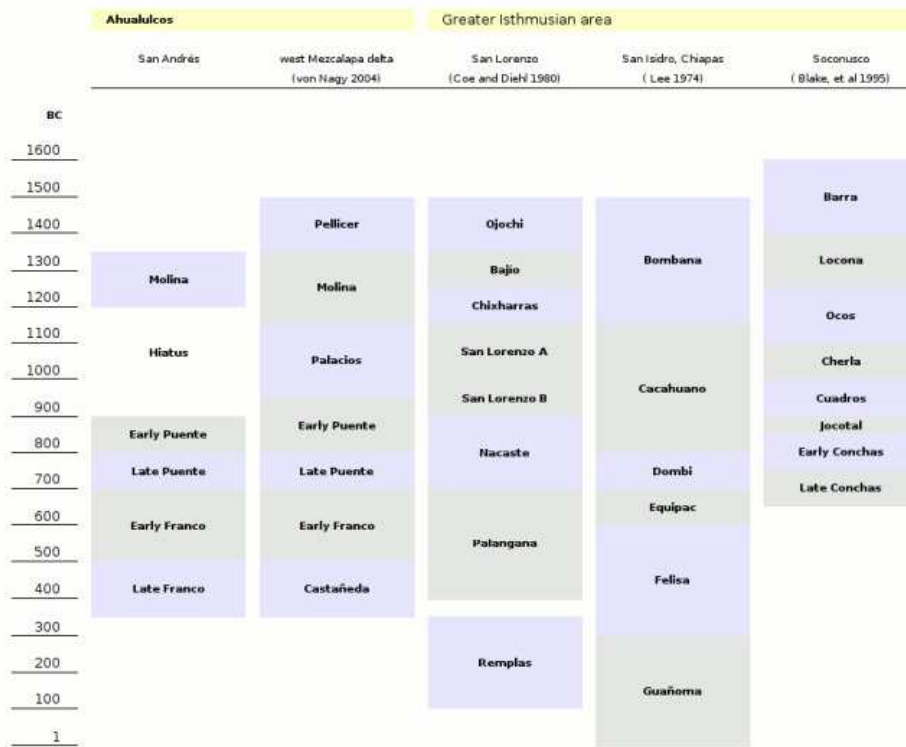 Ahualulcos
Greater Isthmusian area
San Andrés
west Mezcalapa delta
(von Nagy 2004)
San Lorenzo
(Coe and Diehl 1980)
San Isidro, Chiapas
( Lee 1974)
Soconusco
( Blake, et al 1995)
BC
1600
1500
1400
1300
1200
1100
1000
900
800
700
600
500
400
300
200
100
1
Molina
Hiatus
Early Puente
Late Puente
Early Franco
Late Franco
Pellicer
Molina
Palacios
Early Puente
Late Puente
Early Franco
Castañeda
Ojochi
Bajío
Chixharras
San Lorenzo A
San Lorenzo B
Nacaste
Palangana
Remplas
Bombana
Cacahuano
Dombi
Equipac
Felisa
Guañoma
Barra
Locona
Ocos
Cherla
Cuadros
Jocotal
Early Conchas
Late Conchas